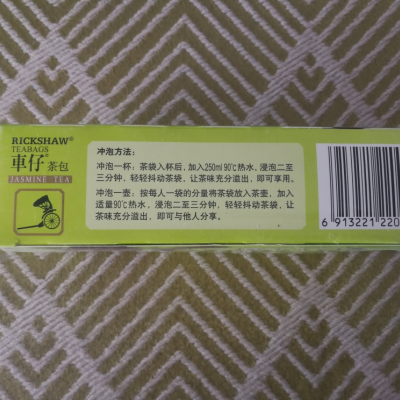 RICKSHAW®
TEABAGS
車仔® 茶包
JASMINE TEA
冲泡方法：
冲泡一杯：茶袋入杯后，加入250ml 90℃热水，浸泡二至
三分钟，轻轻抖动茶袋，让茶味充分溢出，即可享用。
冲泡一壶：按每人一袋的分量将茶袋放入茶壶，加入
适量90℃热水，浸泡二至三分钟，轻轻抖动茶袋，让茶
味充分溢出，即可与他人分享。
6 913221 220